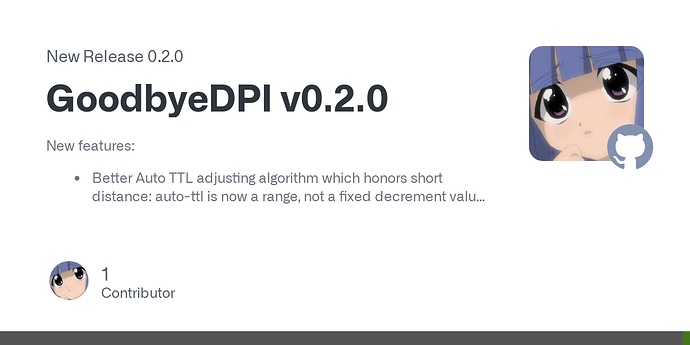 New Release 0.2.0
GoodbyeDPI v0.2.0
New features:
• Better Auto TTL adjusting algorithm which honors short
distance: auto-ttl is now a range, not a fixed decrement valu...
1
Contributor